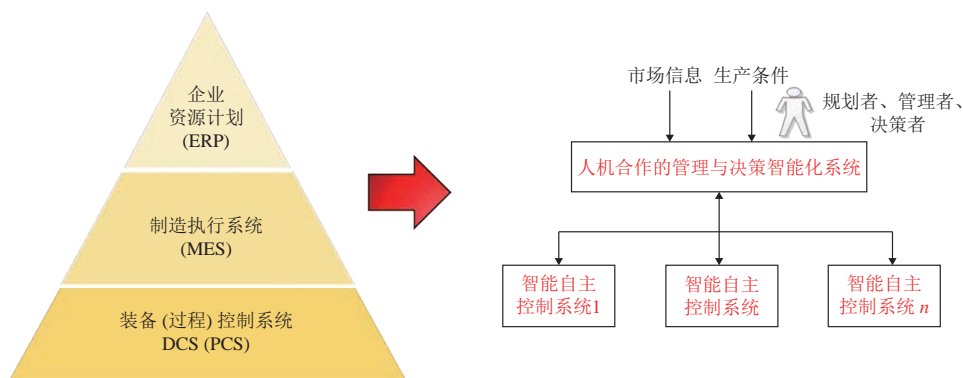 企业
资源计划
(ERP)
制造执行系统
(MES)
装备 (过程) 控制系统
DCS (PCS)
市场信息 生产条件
规划者、管理者、
决策者
人机合作的管理与决策智能化系统
智能自主
控制系统1
智能自主
控制系统
智能自主
控制系统 n